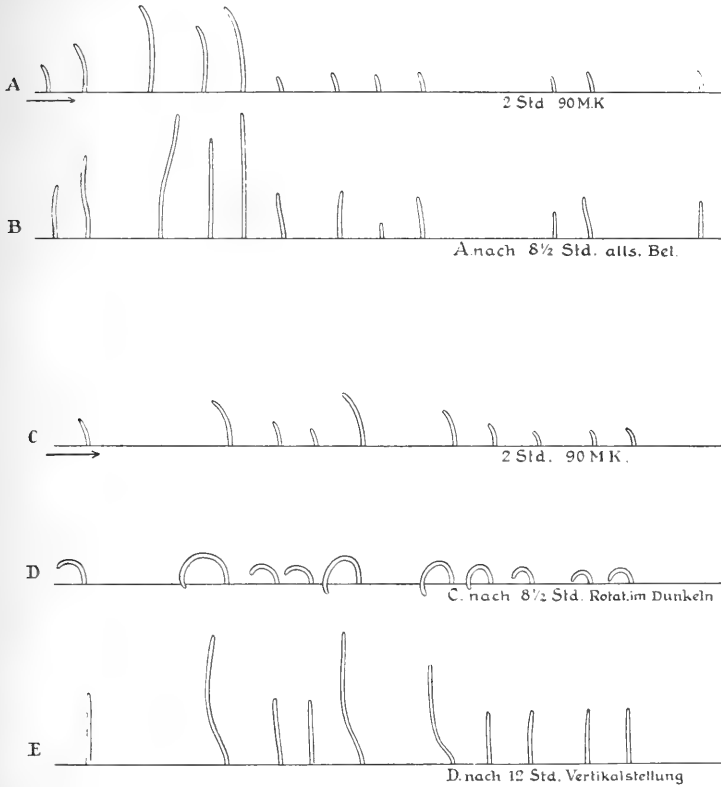 A
2 Std 90 M.K
B
A. nach 8½ Std. alls. Bel.
C
2 Std. 90 M K.
D
C. nach 8½ Std. Rotat. im Dunkeln
E
D. nach 12 Std. Vertikalstellung